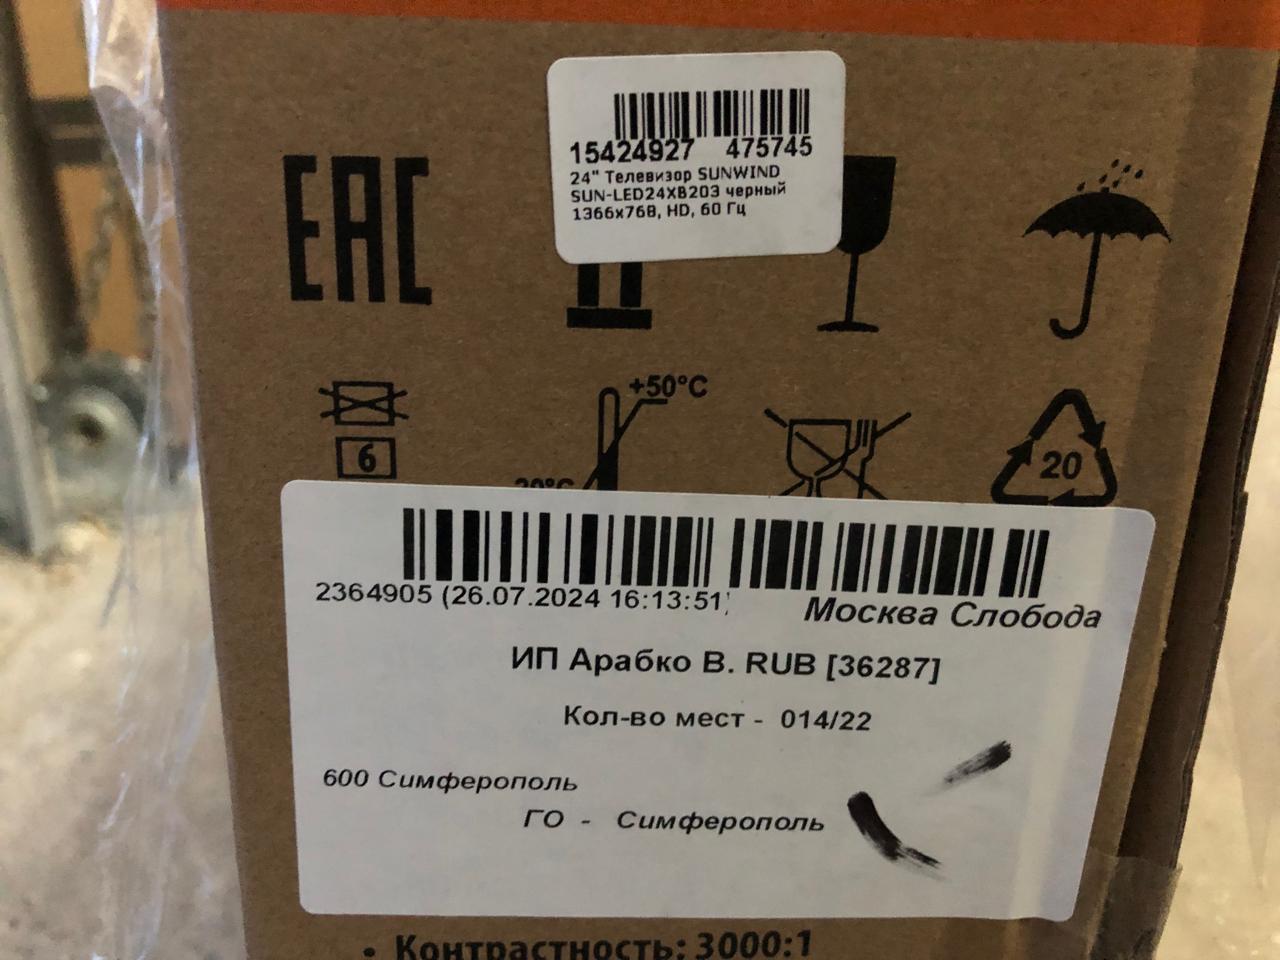 15424927 475745
24" Телевизор SUNWIND
SUN-LED24XB203 черный
1366x768, HD, 60 Гц
EAC
+50°C
6
20
2364905 (26.07.2024 16:13:51)
Москва Слобода
ИП Арабко В. RUB [36287]
Кол-во мест - 014/22
600 Симферополь
ГО - Симферополь
• Контрастность: 3000:1